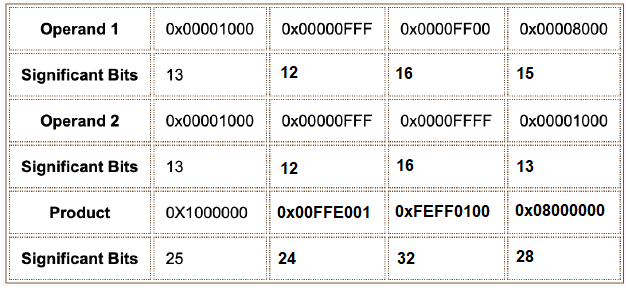 Operand 1 0x00001000 0x00000FFF 0x0000FF00 0x00008000
Significant Bits 13 12 16 15
Operand 2 0x00001000 0x00000FFF 0x0000FFFF 0x00001000
Significant Bits 13 12 16 13
Product 0X1000000 0x00FFE001 0xFEFF0100 0x08000000
Significant Bits 25 24 32 28